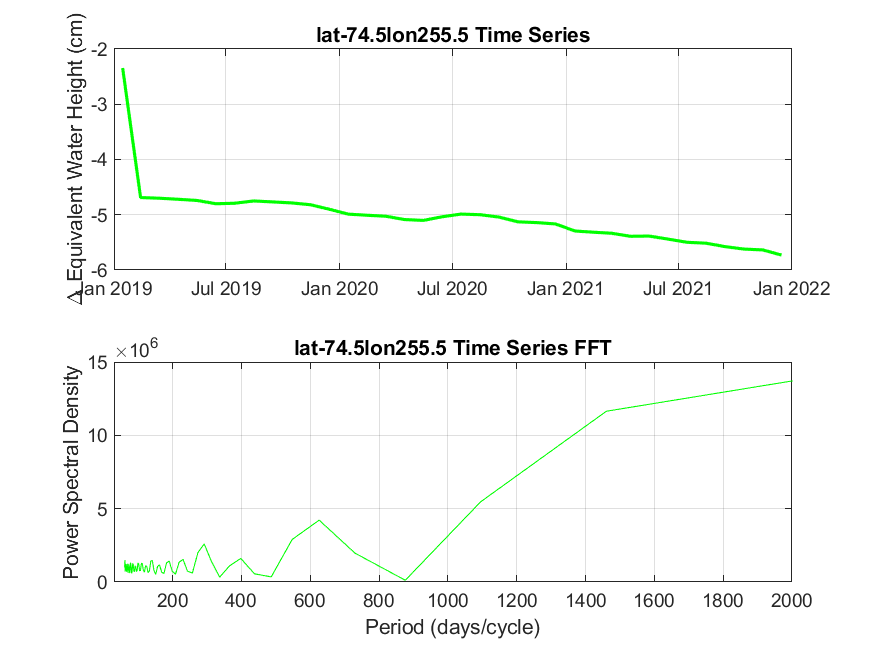 lat-74.5lon255.5 Time Series
Δ Equivalent Water Height (cm)
-2
-3
-4
-5
-6
Jan 2019 Jul 2019 Jan 2020 Jul 2020 Jan 2021 Jul 2021 Jan 2022
lat-74.5lon255.5 Time Series FFT
×10^6
Power Spectral Density
15
10
5
0
200 400 600 800 1000 1200 1400 1600 1800 2000
Period (days/cycle)